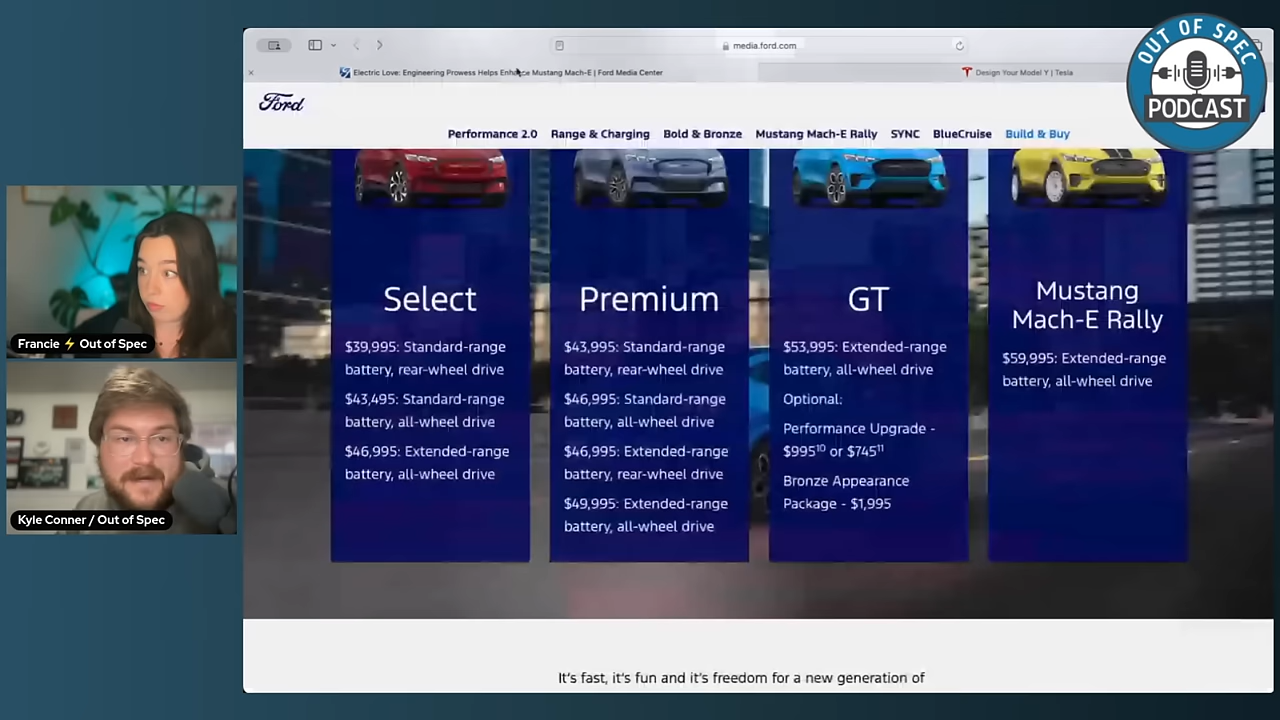 media.ford.com
Electric Love: Engineering Prowess Helps Enhance Mustang Mach-E | Ford Media Center
Design Your Model Y | Tesla
OUT OF SPEC
PODCAST
Ford
Performance 2.0
Range & Charging
Bold & Bronze
Mustang Mach-E Rally
SYNC
BlueCruise
Build & Buy
Select
$39,995: Standard-range
battery, rear-wheel drive
$43,495: Standard-range
battery, all-wheel drive
$46,995: Extended-range
battery, all-wheel drive
Premium
$43,995: Standard-range
battery, rear-wheel drive
$46,995: Standard-range
battery, all-wheel drive
$46,995: Extended-range
battery, rear-wheel drive
$49,995: Extended-range
battery, all-wheel drive
GT
$53,995: Extended-range
battery, all-wheel drive
Optional:
Performance Upgrade -
$995¹⁰ or $745¹¹
Bronze Appearance
Package - $1,995
Mustang
Mach-E Rally
$59,995: Extended-range
battery, all-wheel drive
It's fast, it's fun and it's freedom for a new generation of
Francie ⚡ Out of Spec
Kyle Conner / Out of Spec